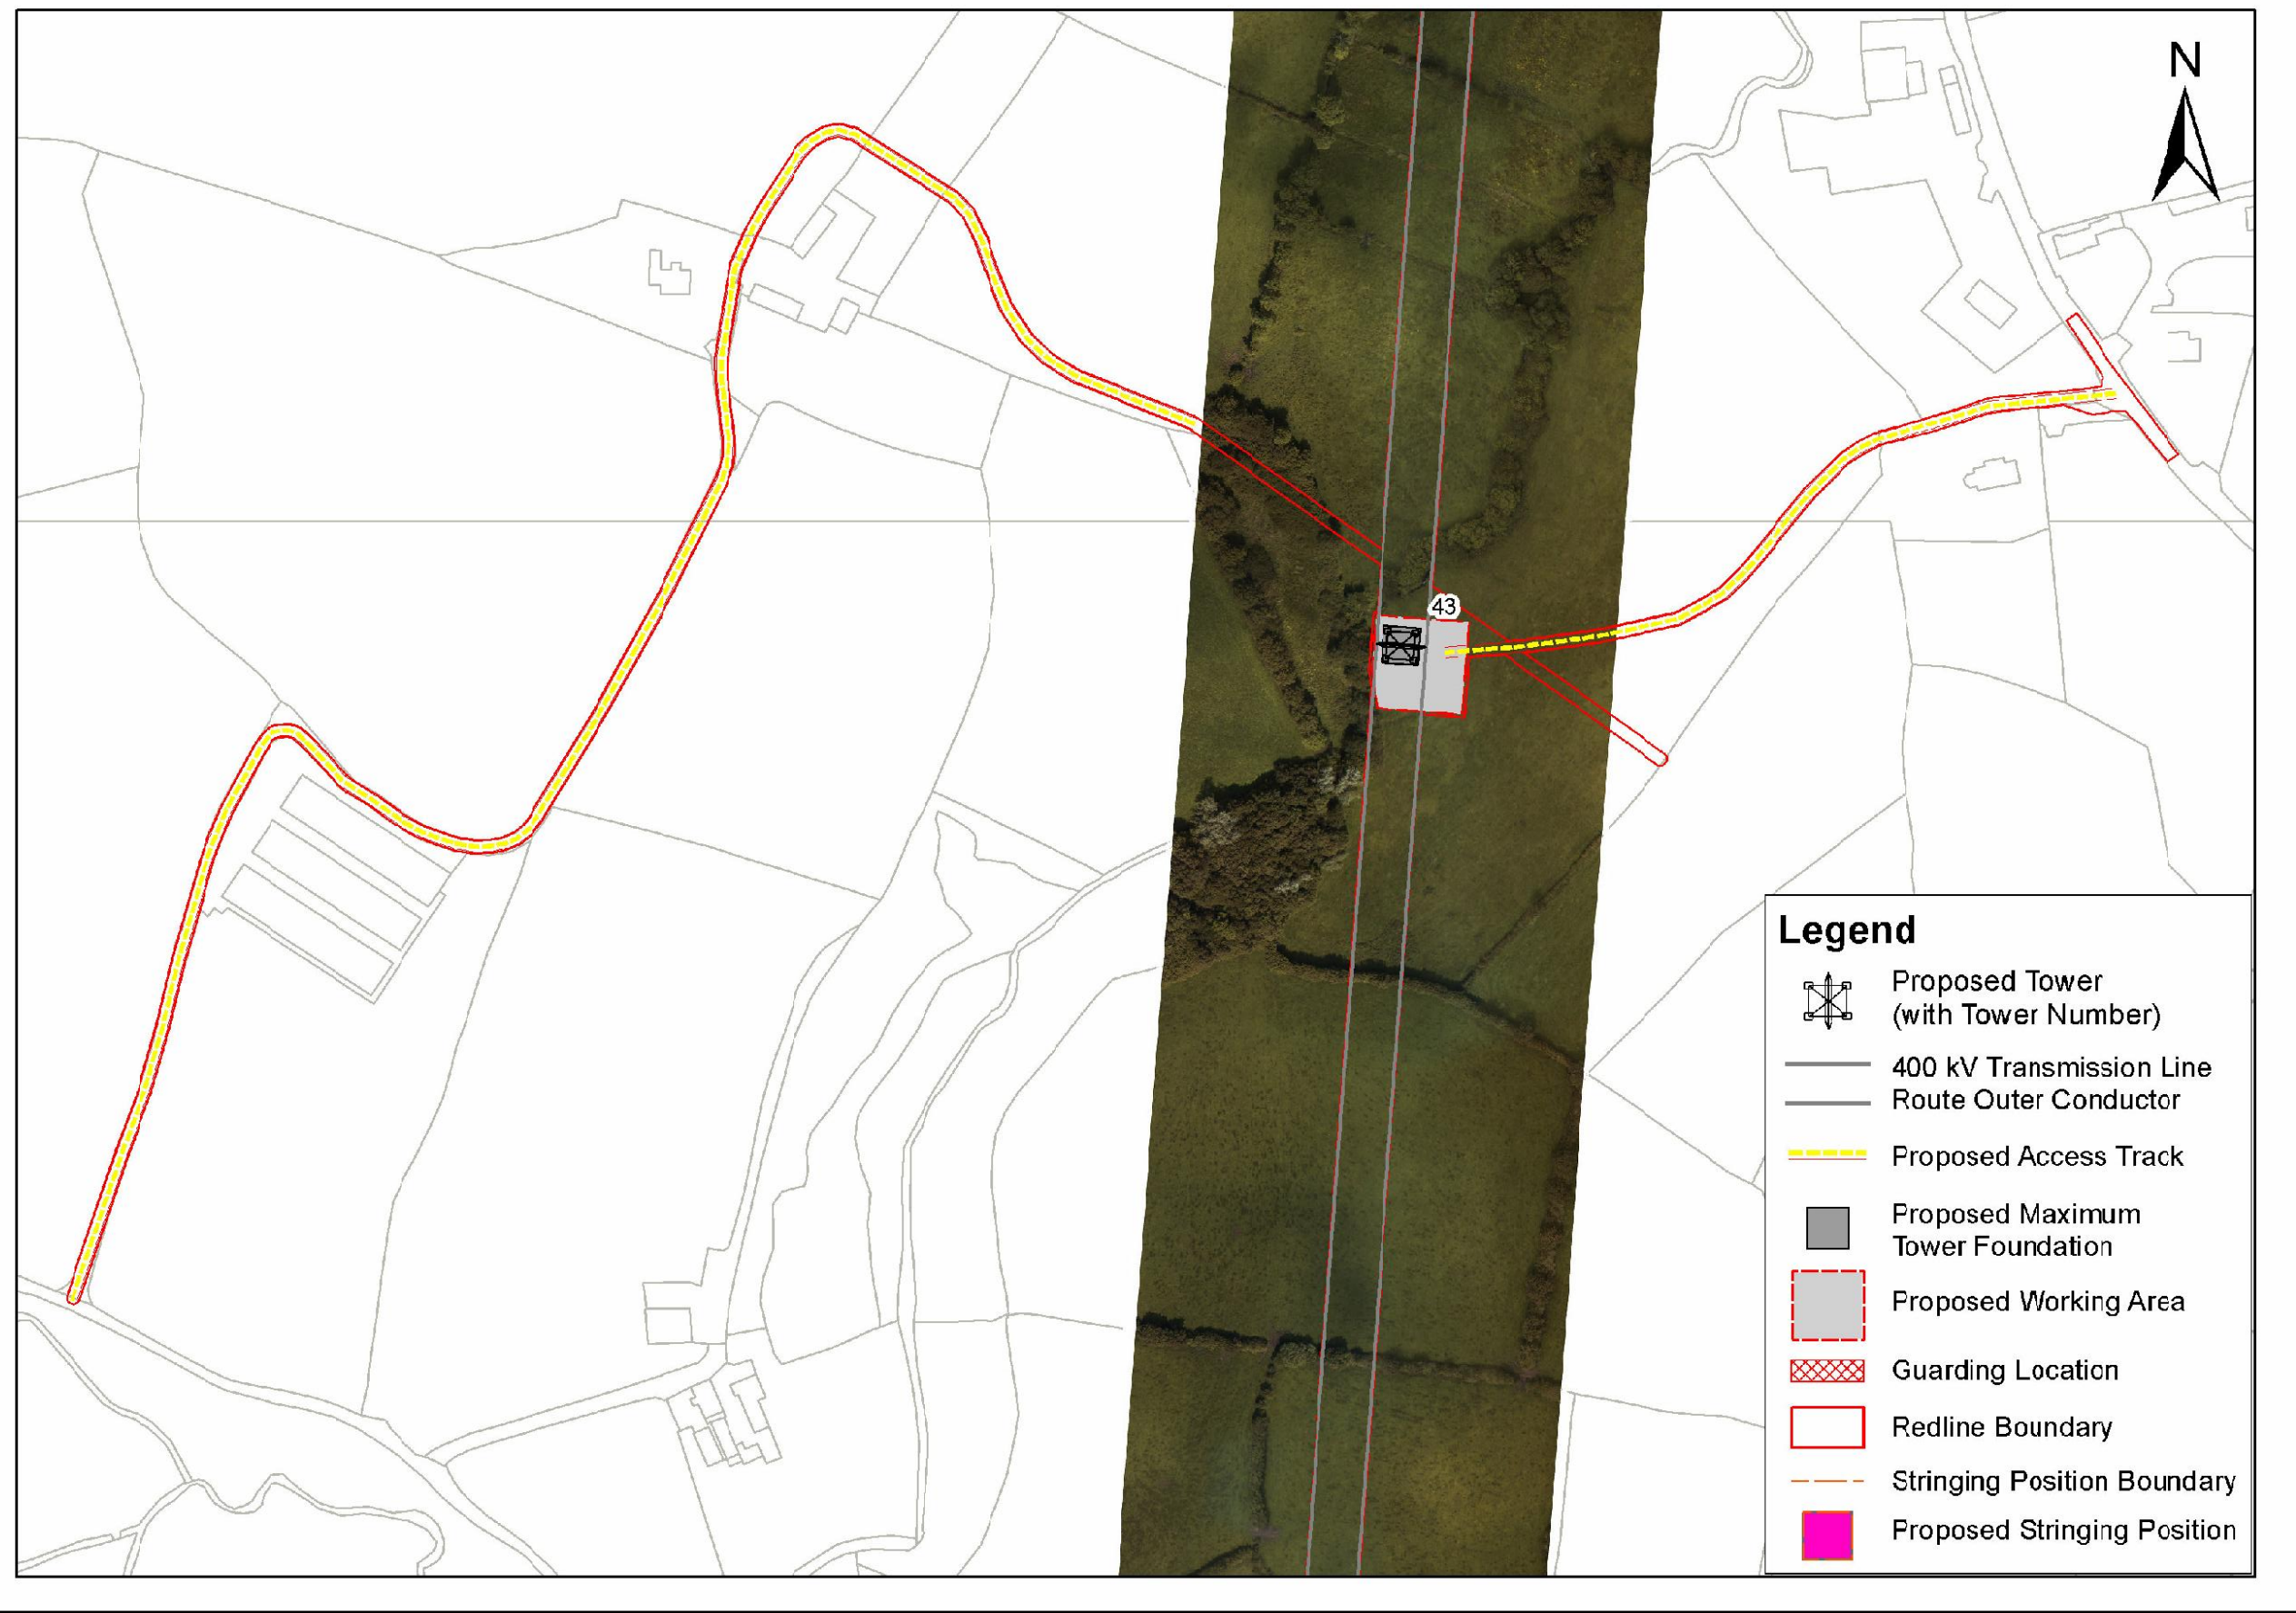 N
43
Legend
Proposed Tower
(with Tower Number)
400 kV Transmission Line
Route Outer Conductor
Proposed Access Track
Proposed Maximum
Tower Foundation
Proposed Working Area
Guarding Location
Redline Boundary
Stringing Position Boundary
Proposed Stringing Position